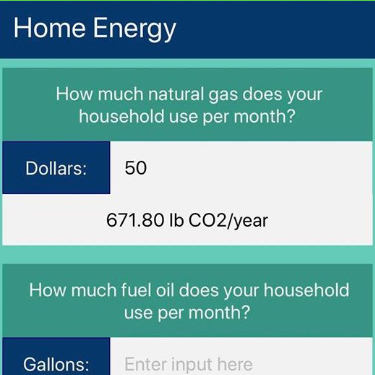 Home Energy
How much natural gas does your
household use per month?
Dollars: 50
671.80 lb CO2/year
How much fuel oil does your household
use per month?
Gallons: Enter input here